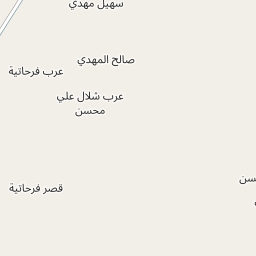 سهيل مهدي
صالح المهدي
عرب فرحاتية
عرب شلال علي
محسن
قصر فرحاتية